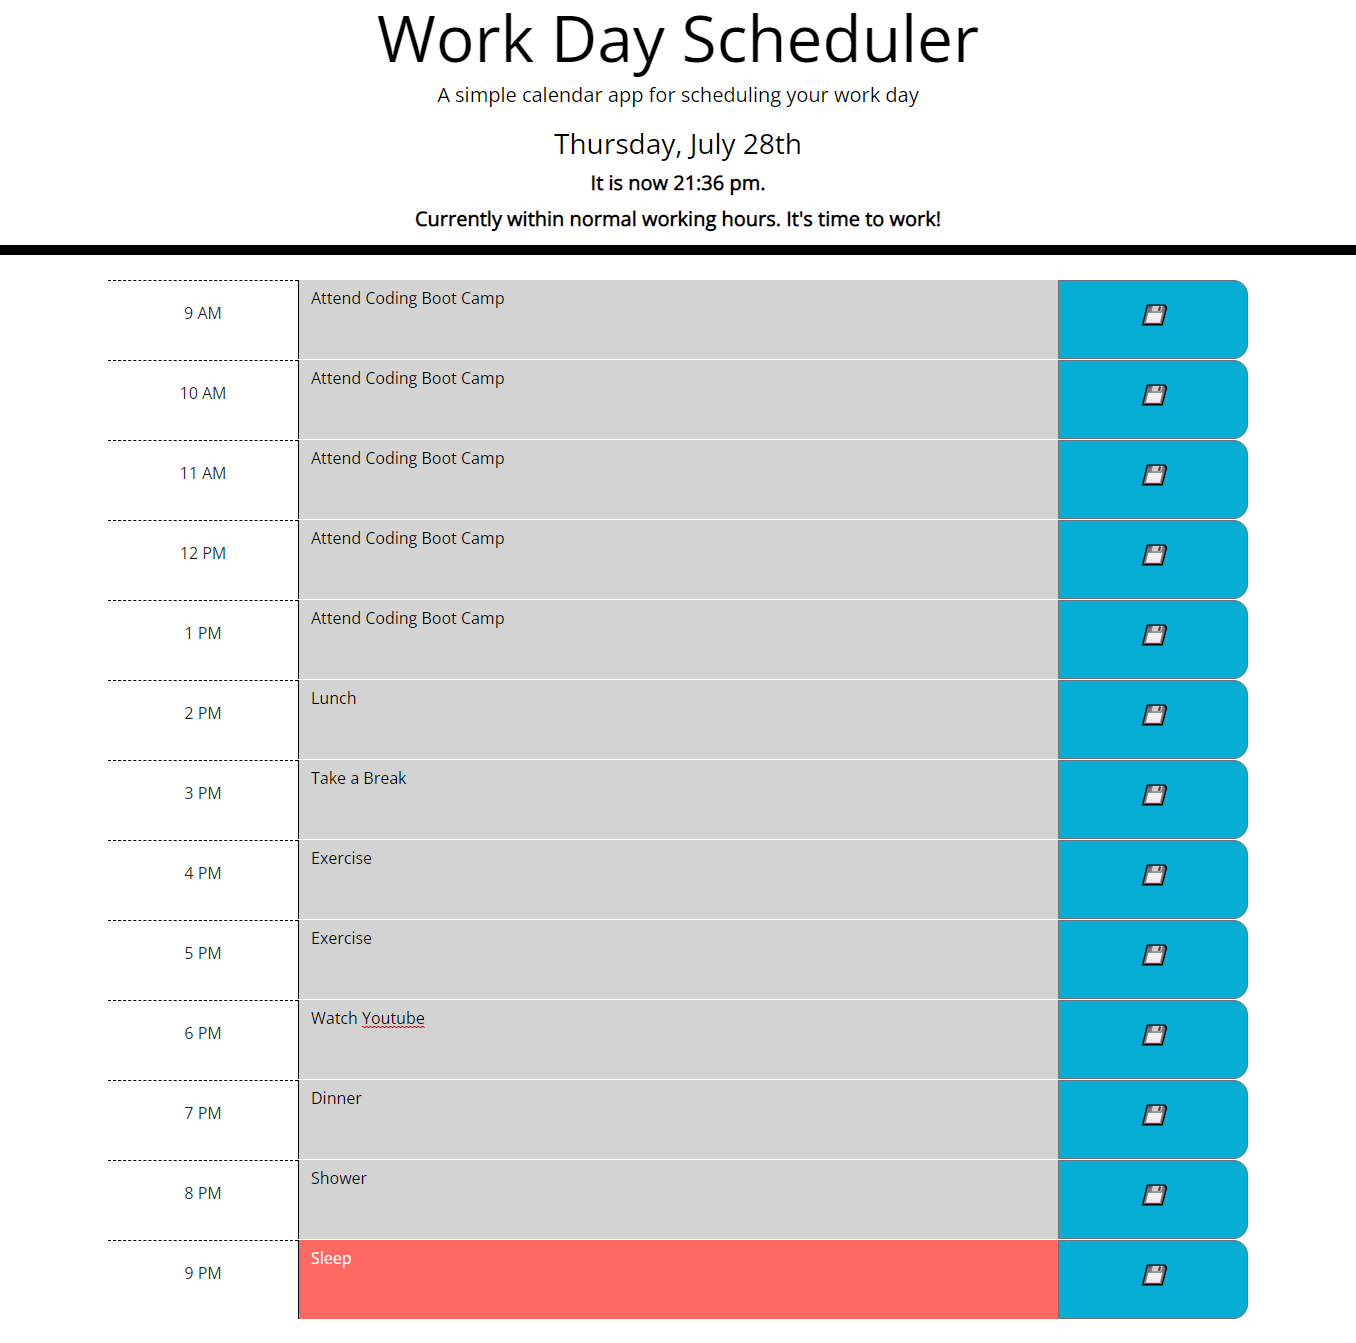 Work Day Scheduler
A simple calendar app for scheduling your work day
Thursday, July 28th
It is now 21:36 pm.
Currently within normal working hours. It's time to work!
9 AM Attend Coding Boot Camp
10 AM Attend Coding Boot Camp
11 AM Attend Coding Boot Camp
12 PM Attend Coding Boot Camp
1 PM Attend Coding Boot Camp
2 PM Lunch
3 PM Take a Break
4 PM Exercise
5 PM Exercise
6 PM Watch Youtube
7 PM Dinner
8 PM Shower
9 PM Sleep